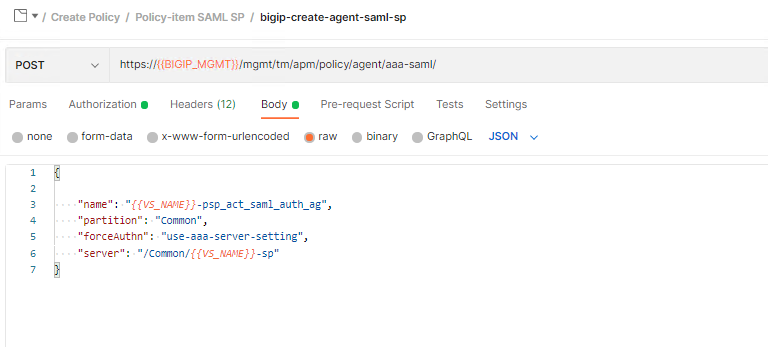 / Create Policy / Policy-item SAML SP / bigip-create-agent-saml-sp
POST https://{{BIGIP_MGMT}}/mgmt/tm/apm/policy/agent/aaa-saml/
Params Authorization Headers (12) Body Pre-request Script Tests Settings
none form-data x-www-form-urlencoded raw binary GraphQL JSON
1 {
2
3 "name": "{{VS_NAME}}-psp_act_saml_auth_ag",
4 "partition": "Common",
5 "forceAuthn": "use-aaa-server-setting",
6 "server": "/Common/{{VS_NAME}}-sp"
7 }